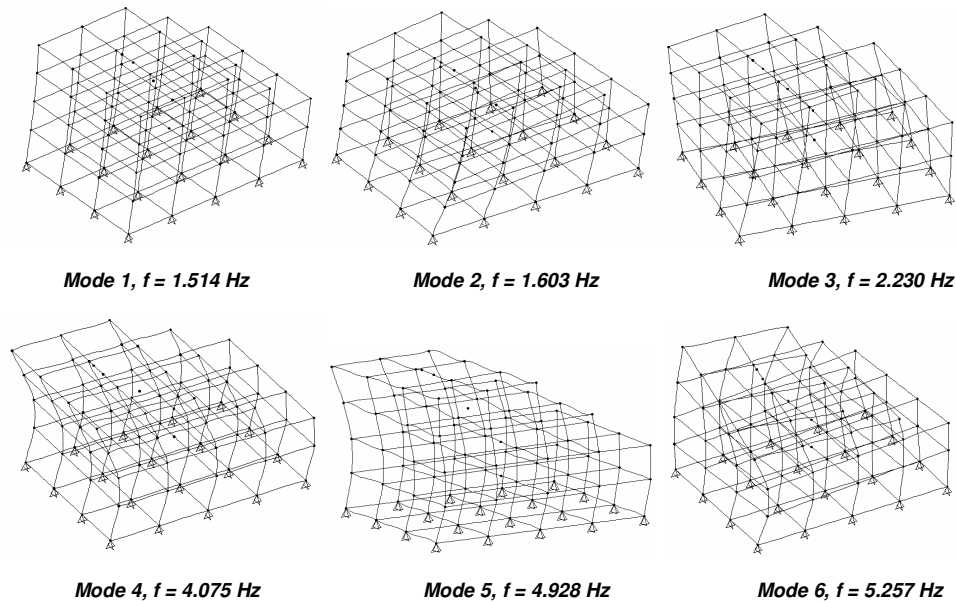 Mode 1, f = 1.514 Hz
Mode 2, f = 1.603 Hz
Mode 3, f = 2.230 Hz
Mode 4, f = 4.075 Hz
Mode 5, f = 4.928 Hz
Mode 6, f = 5.257 Hz